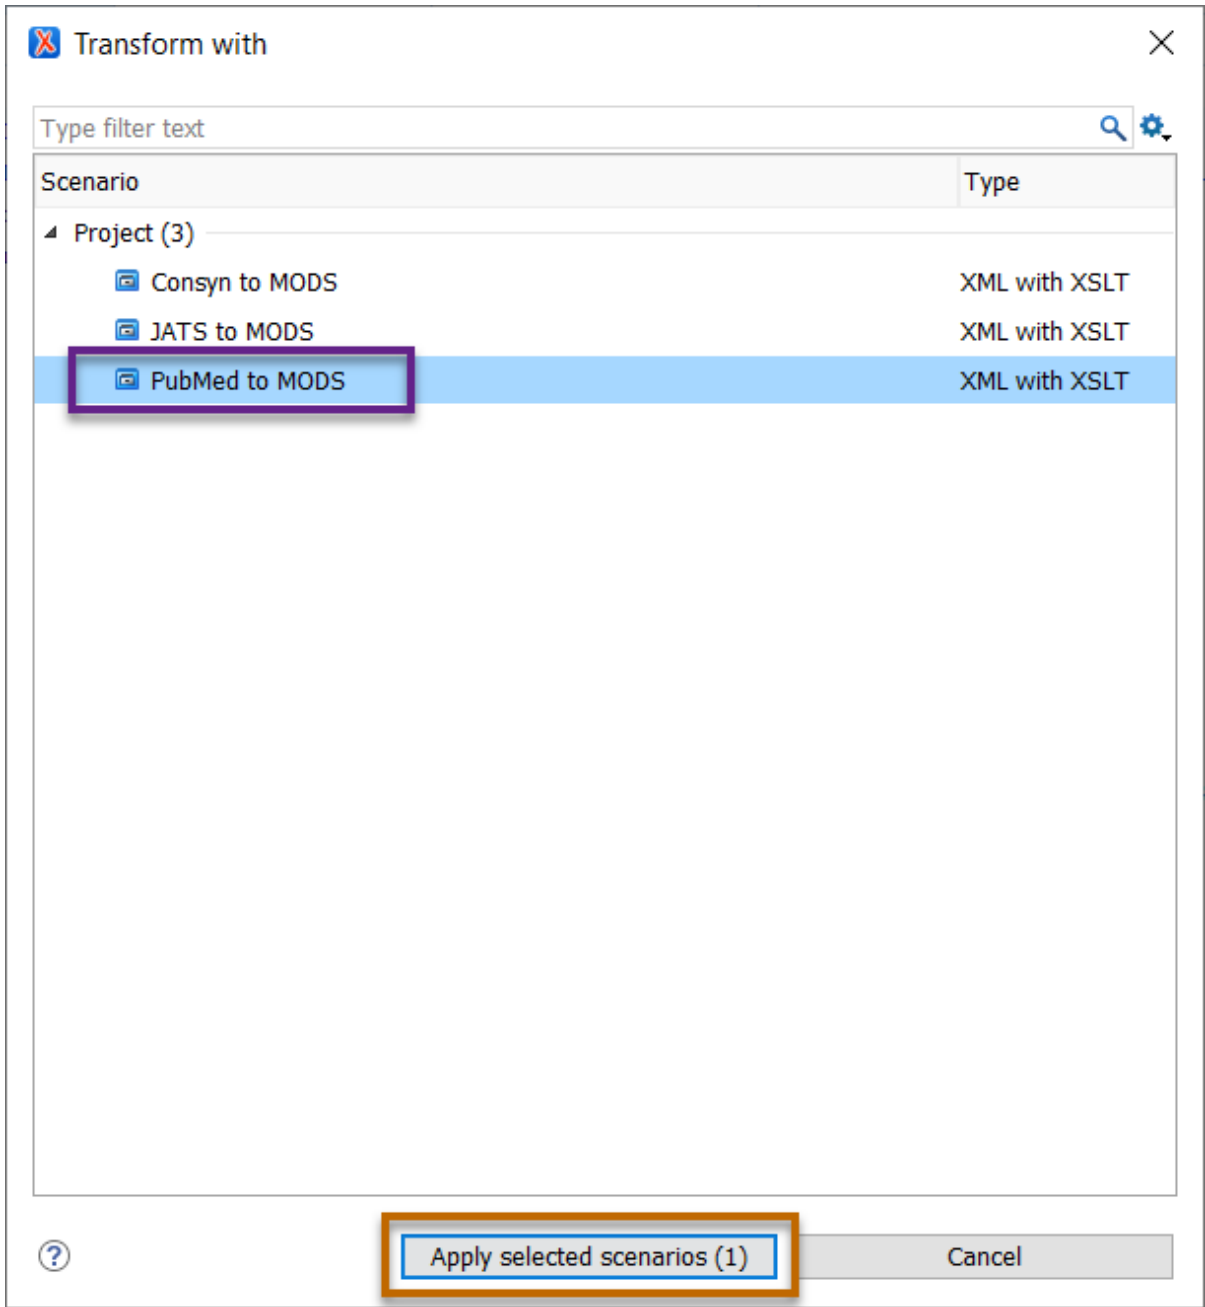 Transform with
Type filter text
Scenario Type
Project (3)
Consyn to MODS XML with XSLT
JATS to MODS XML with XSLT
PubMed to MODS XML with XSLT
? Apply selected scenarios (1) Cancel